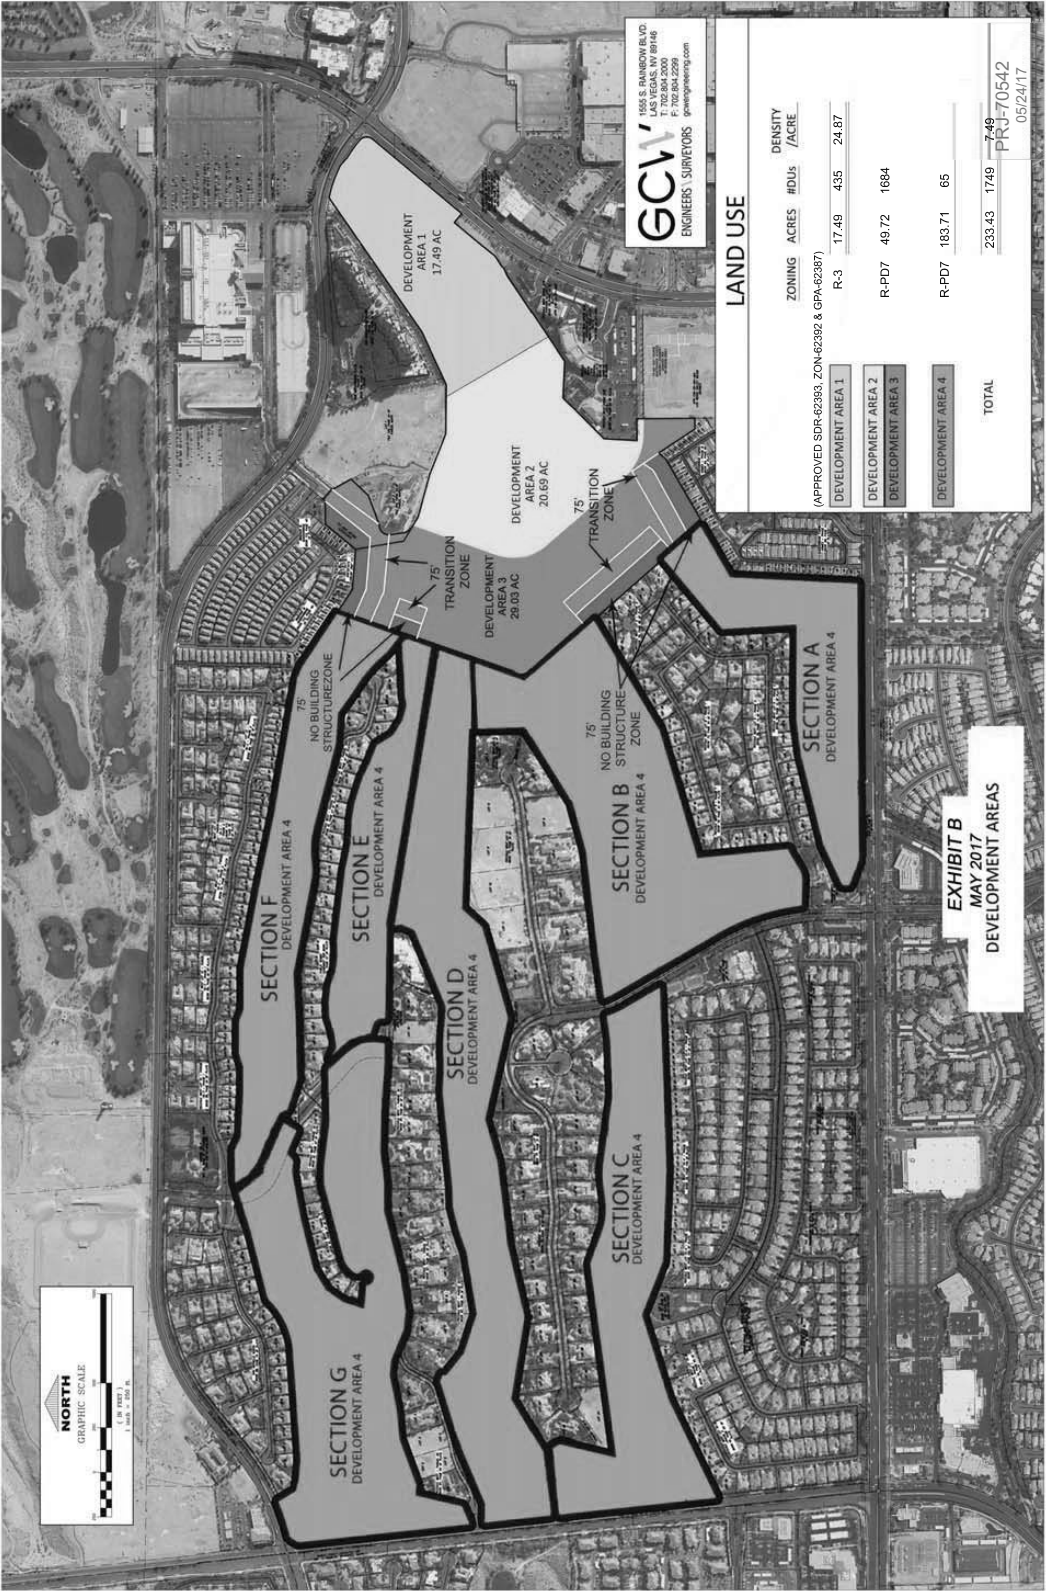 NORTH
GRAPHIC SCALE
( IN FEET )
SECTION G
DEVELOPMENT AREA 4
SECTION F
DEVELOPMENT AREA 4
SECTION E
DEVELOPMENT AREA 4
SECTION D
DEVELOPMENT AREA 4
SECTION C
DEVELOPMENT AREA 4
SECTION B
DEVELOPMENT AREA 4
SECTION A
DEVELOPMENT AREA 4
75'
NO BUILDING
STRUCTUREZONE
75'
NO BUILDING
STRUCTURE
ZONE
75'
TRANSITION
ZONE
75'
TRANSITION
ZONE
DEVELOPMENT
AREA 3
29.03 AC
DEVELOPMENT
AREA 2
20.69 AC
DEVELOPMENT
AREA 1
17.49 AC
GCW
ENGINEERS \ SURVEYORS
1555 S. RAINBOW BLVD.
LAS VEGAS, NV 89146
T: 702.804.2000
F: 702.804.2299
gcwengineering.com
LAND USE
ZONING ACRES #DUs DENSITY
/ACRE
(APPROVED SDR-62393, ZON-62392 & GPA-62387)
DEVELOPMENT AREA 1 R-3 17.49 435 24.87
DEVELOPMENT AREA 2
R-PD7 49.72 1684
DEVELOPMENT AREA 3
DEVELOPMENT AREA 4 R-PD7 183.71 65
TOTAL 233.43 1749 7.49
PRJ-70542
05/24/17
EXHIBIT B
MAY 2017
DEVELOPMENT AREAS